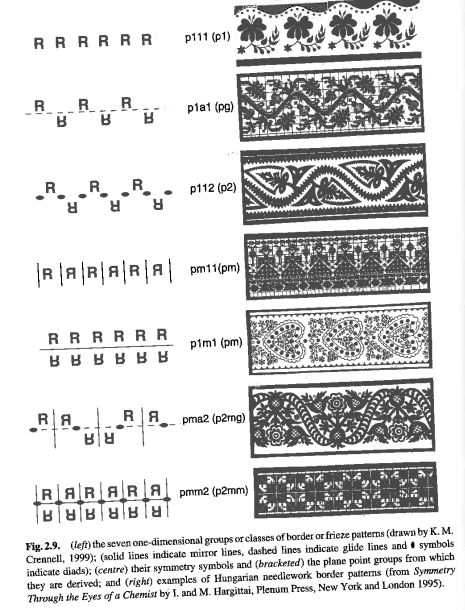 R R R R R R p111 (p1)
R R R p1a1 (pg)
R R R p112 (p2)
R Я R Я R Я pm11(pm)
R R R R R R p1m1 (pm)
R Я R Я pma2 (p2mg)
R Я R Я R Я pmm2 (p2mm)
Fig. 2.9. (left) the seven one-dimensional groups or classes of border or frieze patterns (drawn by K. M.
Crennell, 1999); (solid lines indicate mirror lines, dashed lines indicate glide lines and symbols
indicate diads); (centre) their symmetry symbols and (bracketed) the plane point groups from which
they are derived; and (right) examples of Hungarian needlework border patterns (from Symmetry
Through the Eyes of a Chemist by I. and M. Hargittai, Plenum Press, New York and London 1995).